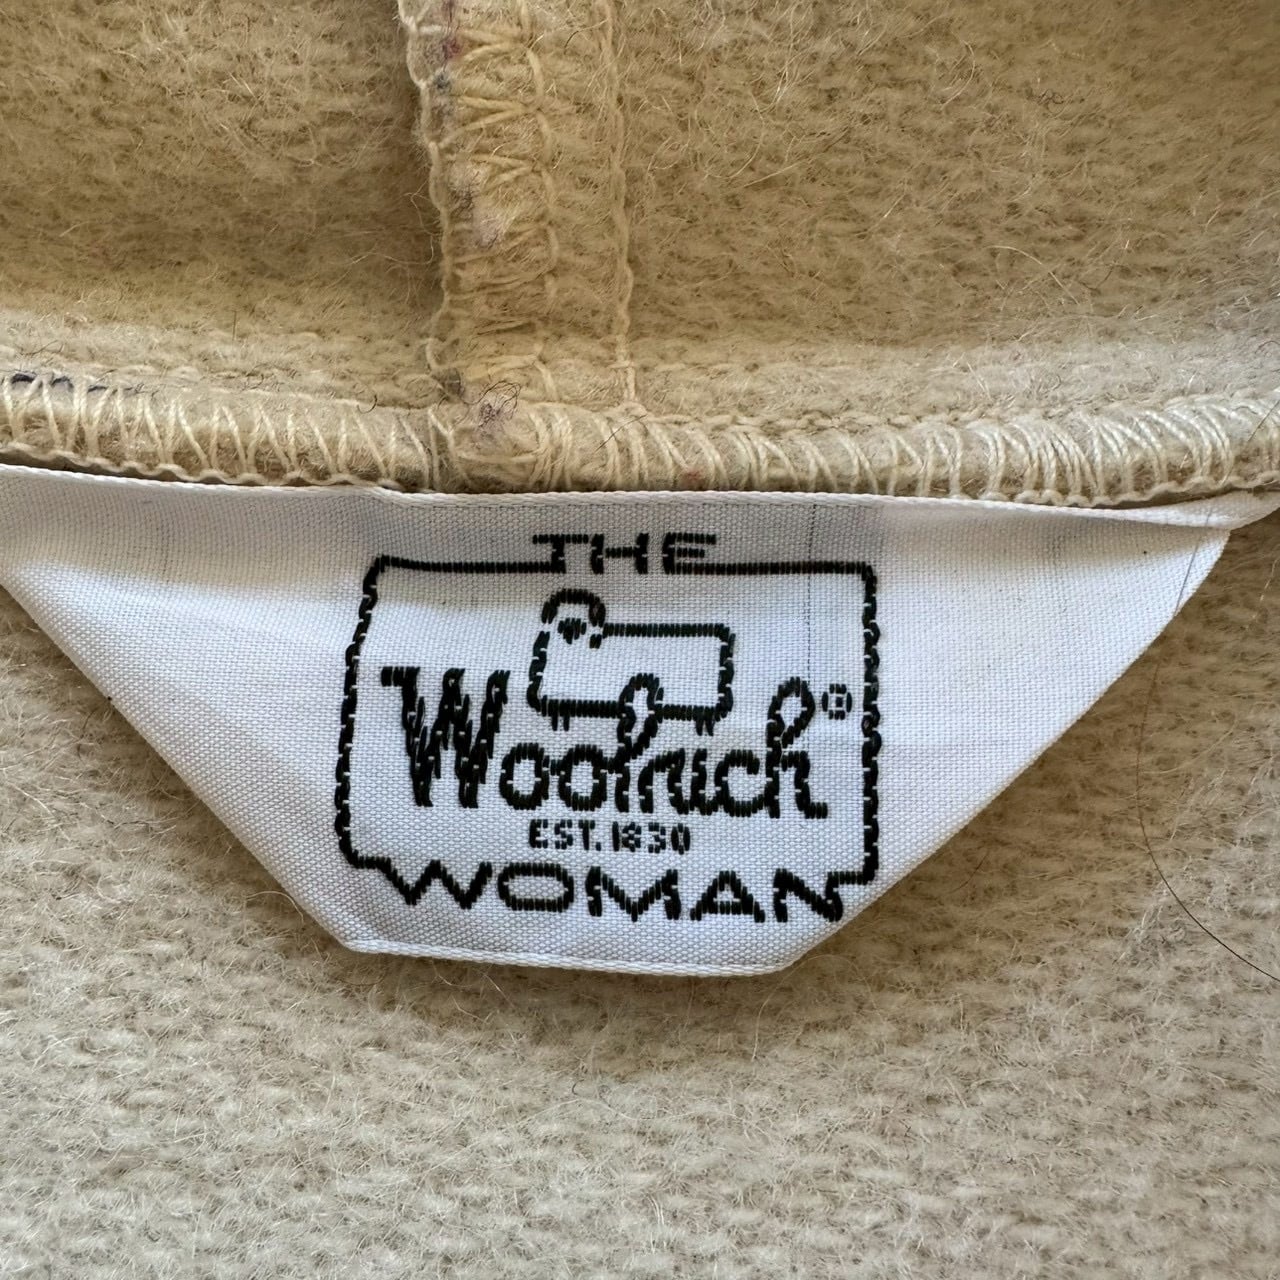 THE
Woolrich®
EST. 1830
WOMAN